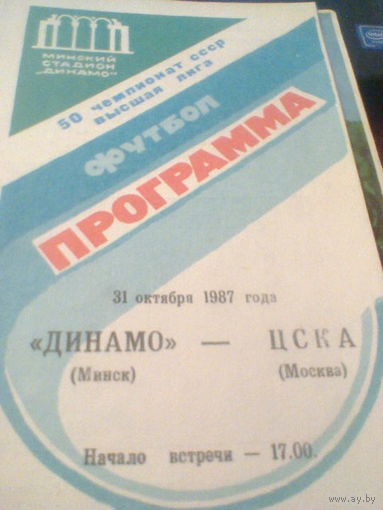 МИНСКИЙ
СТАДИОН
„ДИНАМО"
50 чемпионат ссср
высшая лига
ФУТБОЛ
ПРОГРАММА
31 октября 1987 года
«ДИНАМО» — ЦСКА
(Минск) (Москва)
Начало встречи — 17.00.
intel
www.ay.by